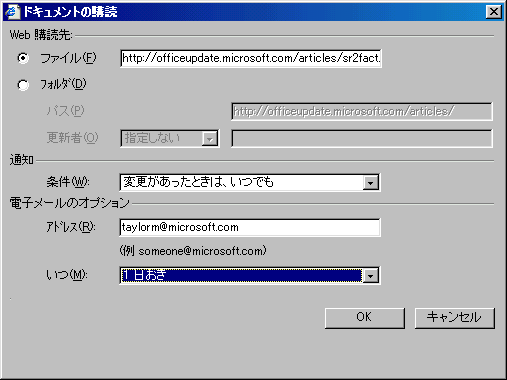 ドキュメントの購読
Web 購読先:
ファイル(F) http://officeupdate.microsoft.com/articles/sr2fact.
フォルダ(D)
パス(P) http://officeupdate.microsoft.com/articles/
更新者(O) 指定しない
通知
条件(W): 変更があったときは、いつでも
電子メールのオプション
アドレス(R): taylorm@microsoft.com
(例 someone@microsoft.com)
いつ(M): 1 日おき
OK キャンセル